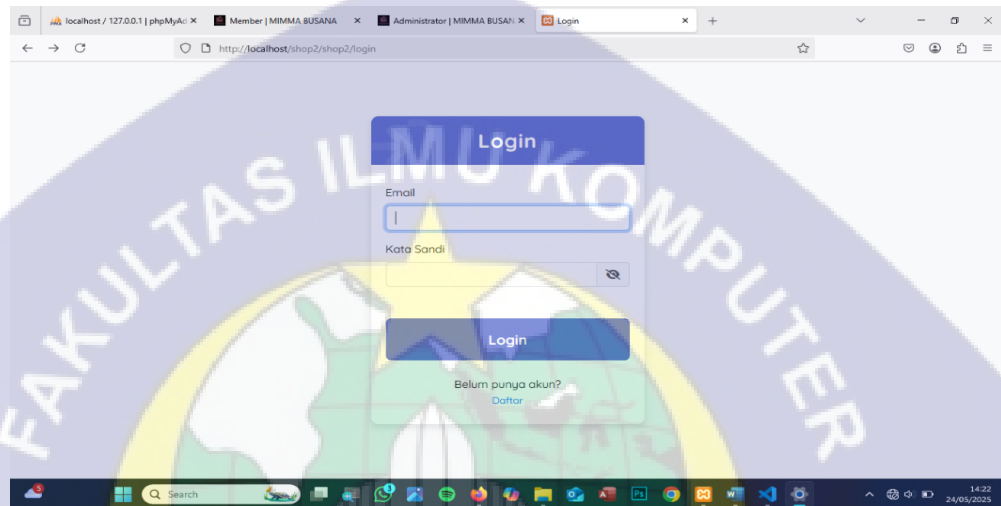 localhost / 127.0.0.1 | phpMyAd
Member | MIMMA BUSANA
Administrator | MIMMA BUSAN
Login
http://localhost/shop2/shop2/login
Login
Email
Kata Sandi
Login
Belum punya akun?
Daftar
FAKULTAS ILMU KOMPUTER
Search
14:22
24/05/2025